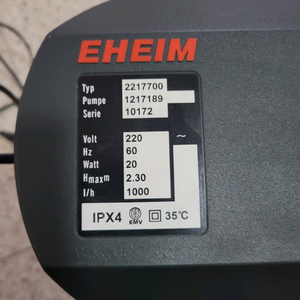 EHEIM
Typ 2217700
Pumpe 1217189
Serie 10172
Volt 220 ~
Hz 60
Watt 20
Hmaxm 2.30
l/h 1000
IPX4 EMV 35°C